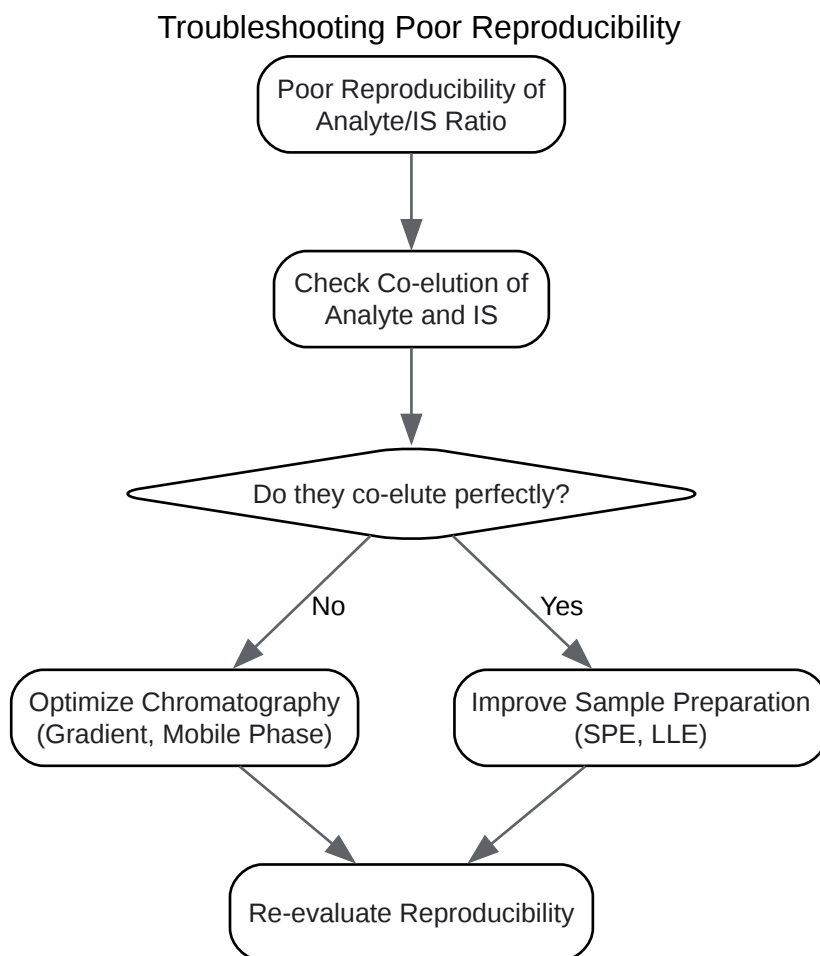 Troubleshooting Poor Reproducibility
Poor Reproducibility of
Analyte/IS Ratio
Check Co-elution of
Analyte and IS
Do they co-elute perfectly?
No
Yes
Optimize Chromatography
(Gradient, Mobile Phase)
Improve Sample Preparation
(SPE, LLE)
Re-evaluate Reproducibility